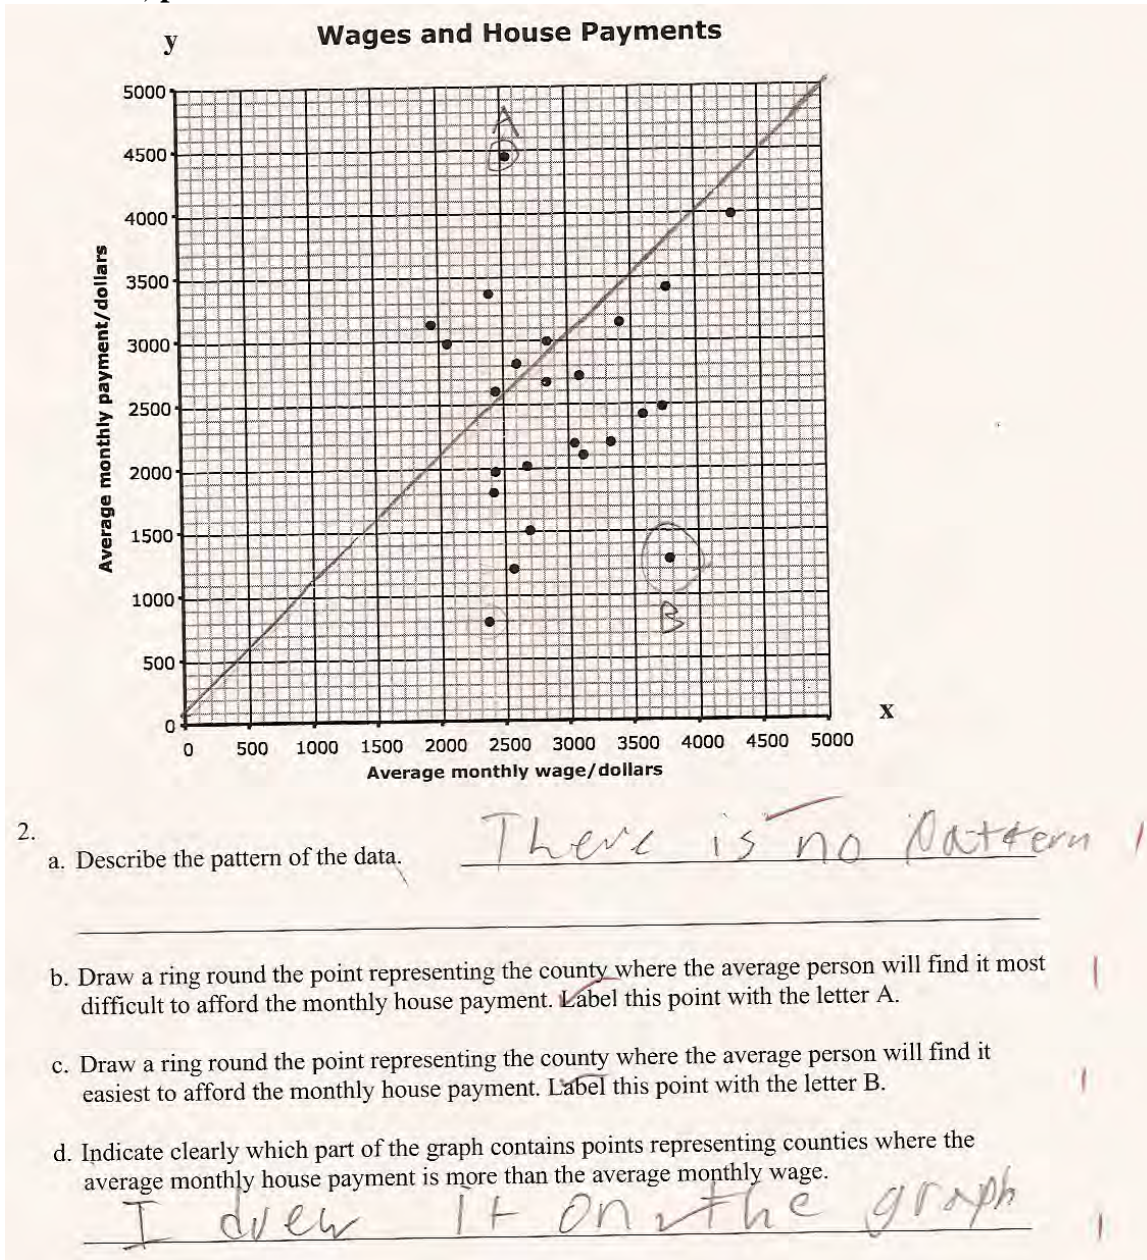 y
Wages and House Payments
5000
A
4500
4000
3500
3000
2500
2000
1500
1000
B
500
0
x
0 500 1000 1500 2000 2500 3000 3500 4000 4500 5000
Average monthly payment/dollars
Average monthly wage/dollars
2.
a. Describe the pattern of the data. There is no Pattern 1
b. Draw a ring round the point representing the county where the average person will find it most 1
difficult to afford the monthly house payment. Label this point with the letter A.
c. Draw a ring round the point representing the county where the average person will find it
easiest to afford the monthly house payment. Label this point with the letter B. 1
d. Indicate clearly which part of the graph contains points representing counties where the
average monthly house payment is more than the average monthly wage.
I drew it on the graph 1